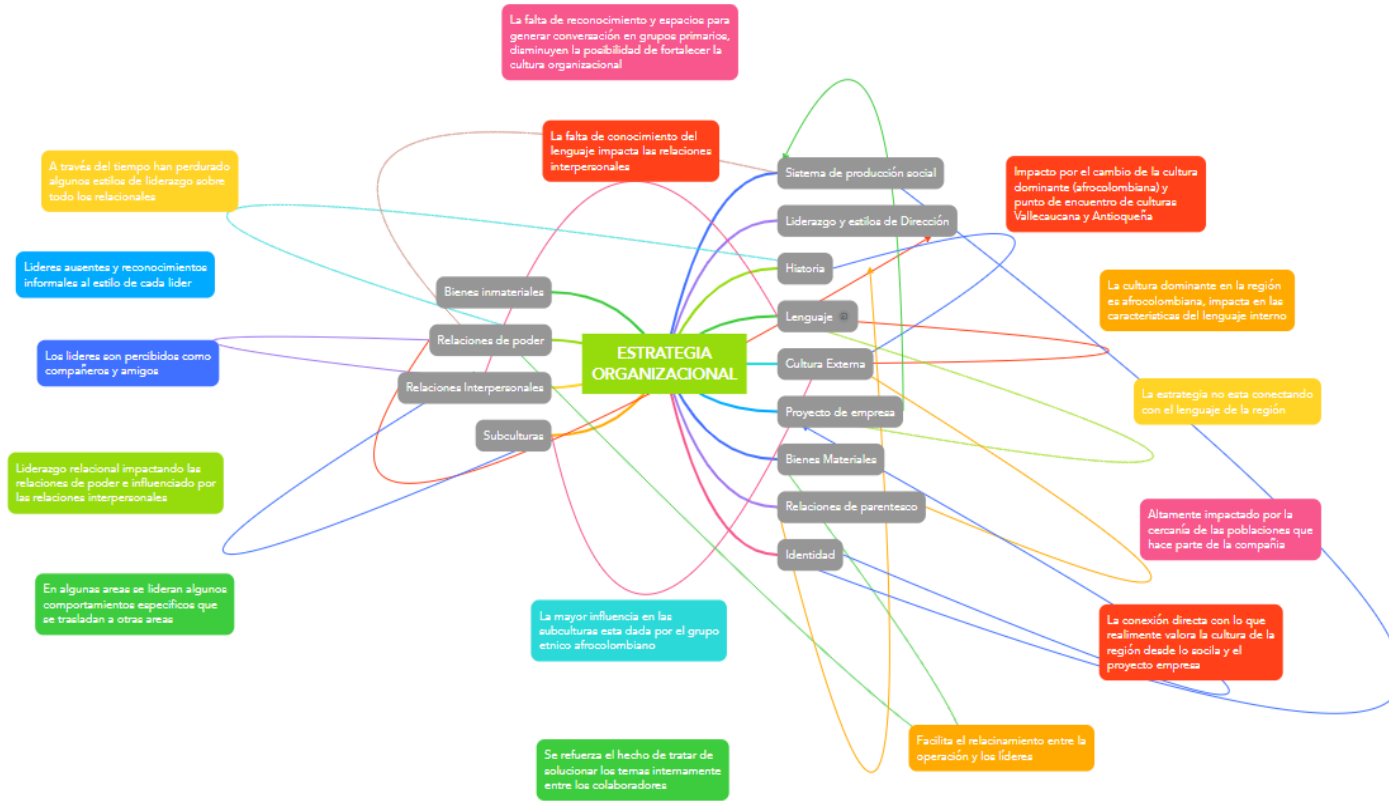 La falta de reconocimiento y espacios para
generar conversación en grupos primarios,
disminuyen la posibilidad de fortalecer la
cultura organizacional
La falta de conocimiento del
lenguaje impacta las relaciones
interpersonales
A través del tiempo han perdurado
algunos estilos de liderazgo sobre
todo los relacionales
Lideres ausentes y reconocimientos
informales al estilo de cada lider
Los lideres son percibidos como
compañeros y amigos
Liderazgo relacional impactando las
relaciones de poder e influenciado por
las relaciones interpersonales
En algunas areas se lideran algunos
comportamientos especificos que
se trasladan a otras areas
Bienes inmateriales
Relaciones de poder
Relaciones Interpersonales
Subculturas
ESTRATEGIA
ORGANIZACIONAL
Sistema de producción social
Liderazgo y estilos de Dirección
Historia
Lenguaje
Cultura Externa
Proyecto de empresa
Bienes Materiales
Relaciones de parentesco
Identidad
Impacto por el cambio de la cultura
dominante (afrocolombiana) y
punto de encuentro de culturas
Vallecaucana y Antioqueña
La cultura dominante en la región
es afrocolombiana, impacta en las
caracteristicas del lenguaje interno
La estrategia no esta conectando
con el lenguaje de la región
Altamente impactado por la
cercanía de las poblaciones que
hace parte de la compañia
La conexión directa con lo que
realmente valora la cultura de la
región desde lo socila y el
proyecto empresa
Facilita el relacinamiento entre la
operación y los líderes
La mayor influencia en las
subculturas esta dada por el grupo
etnico afrocolombiano
Se refuerza el hecho de tratar de
solucionar los temas internamente
entre los colaboradores